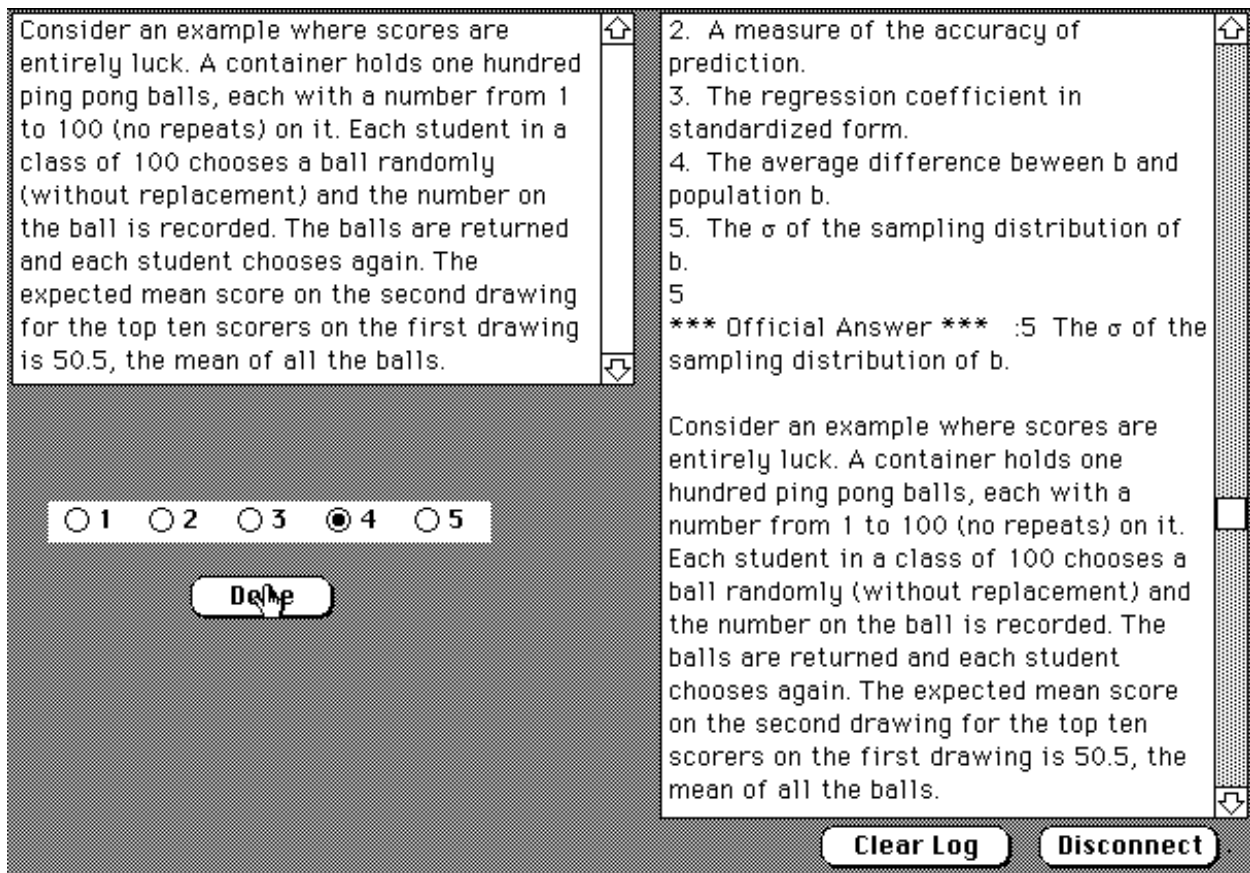 Consider an example where scores are
entirely luck. A container holds one hundred
ping pong balls, each with a number from 1
to 100 (no repeats) on it. Each student in a
class of 100 chooses a ball randomly
(without replacement) and the number on
the ball is recorded. The balls are returned
and each student chooses again. The
expected mean score on the second drawing
for the top ten scorers on the first drawing
is 50.5, the mean of all the balls.
1 2 3 4 5
Done
2. A measure of the accuracy of
prediction.
3. The regression coefficient in
standardized form.
4. The average difference beween b and
population b.
5. The σ of the sampling distribution of
b.
5
*** Official Answer *** :5 The σ of the
sampling distribution of b.
Consider an example where scores are
entirely luck. A container holds one
hundred ping pong balls, each with a
number from 1 to 100 (no repeats) on it.
Each student in a class of 100 chooses a
ball randomly (without replacement) and
the number on the ball is recorded. The
balls are returned and each student
chooses again. The expected mean score
on the second drawing for the top ten
scorers on the first drawing is 50.5, the
mean of all the balls.
Clear Log Disconnect